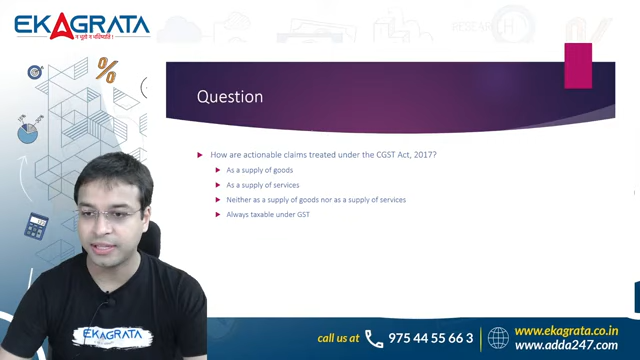 EKAGRATA
RESEARCH
Question
How are actionable claims treated under the CGST Act, 2017?
As a supply of goods
As a supply of services
Neither as a supply of goods nor as a supply of services
Always taxable under GST
EKAGRATA
call us at 975 44 55 66 3
www.ekagrata.co.in
www.adda247.com